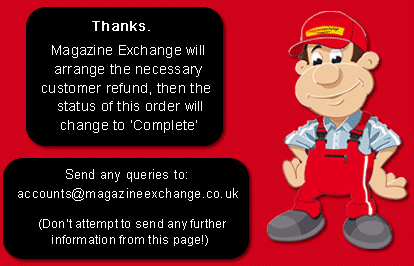 Thanks.
Magazine Exchange will
arrange the necessary
customer refund, then the
status of this order will
change to 'Complete'
Send any queries to:
accounts@magazineexchange.co.uk
(Don't attempt to send any further
information from this page!)